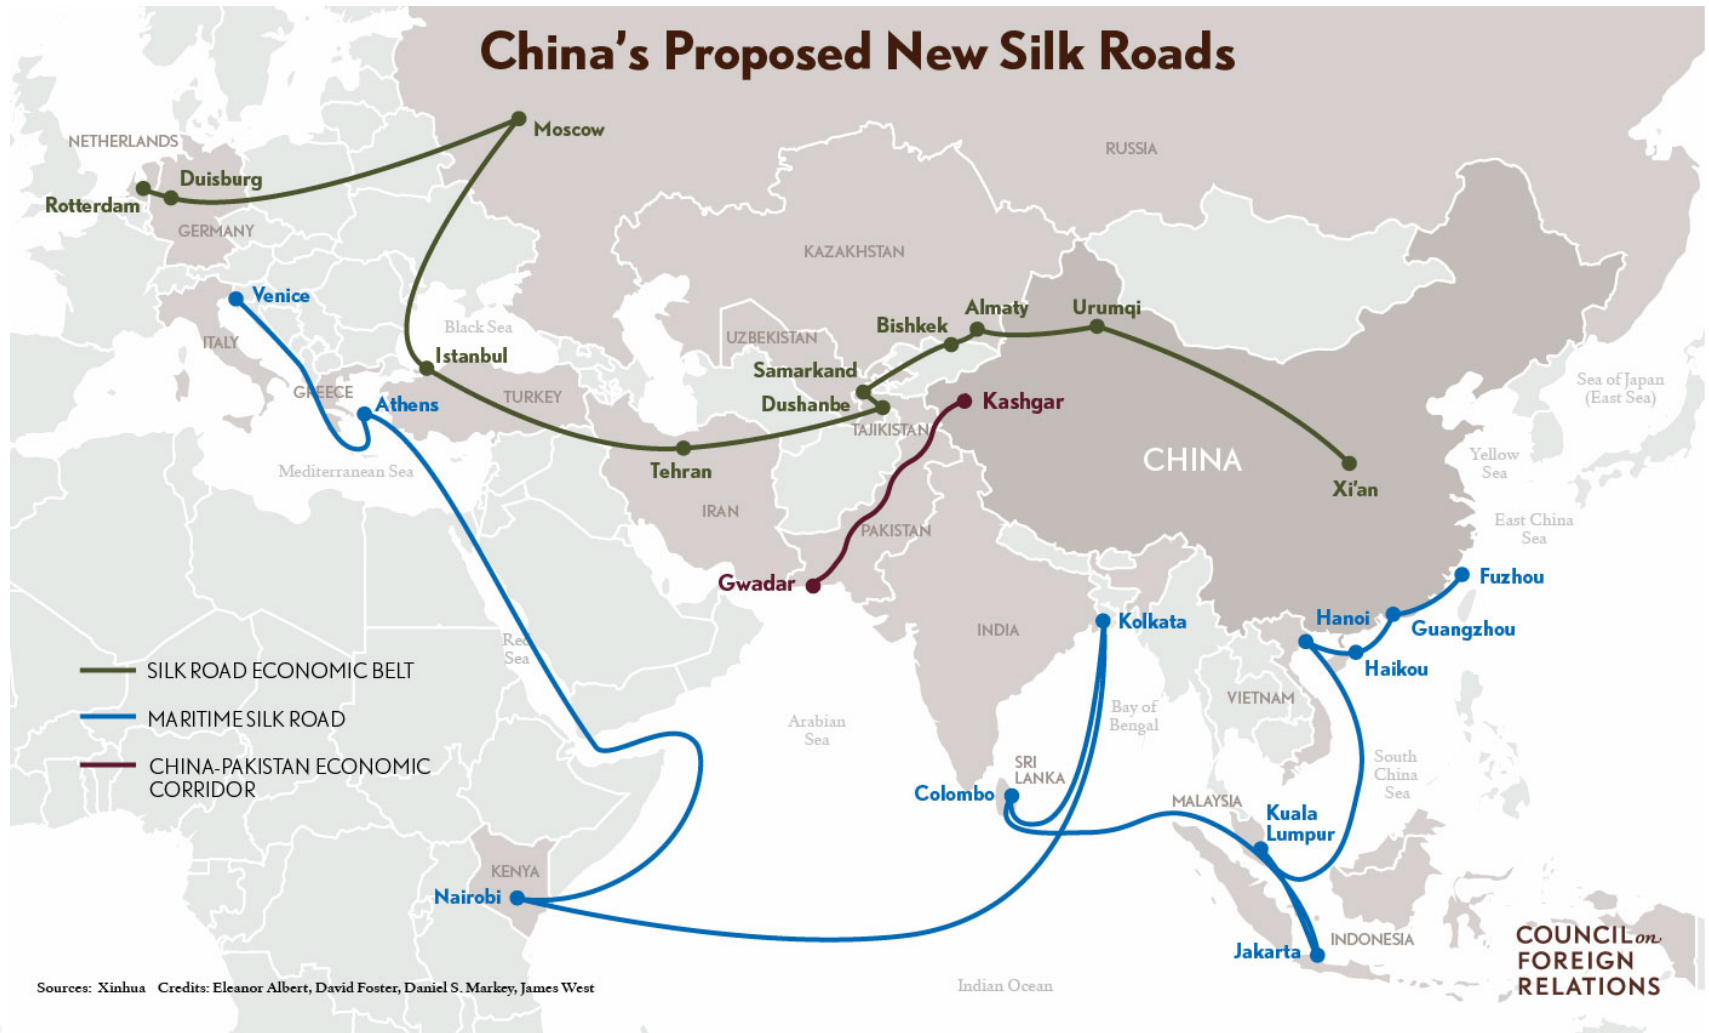 China's Proposed New Silk Roads
Moscow
NETHERLANDS
RUSSIA
Duisburg
Rotterdam
GERMANY
KAZAKHSTAN
Venice
Almaty
Urumqi
Black Sea
Bishkek
ITALY
UZBEKISTAN
Istanbul
Samarkand
Sea of Japan
(East Sea)
GREECE
TURKEY
Athens
Dushanbe
Kashgar
TAJIKISTAN
CHINA
Yellow
Sea
Mediterranean Sea
Tehran
Xi'an
IRAN
PAKISTAN
East China
Sea
Gwadar
Fuzhou
Kolkata
Hanoi
INDIA
Guangzhou
Red
Sea
Haikou
SILK ROAD ECONOMIC BELT
VIETNAM
MARITIME SILK ROAD
Arabian
Sea
Bay of
Bengal
CHINA-PAKISTAN ECONOMIC
CORRIDOR
SRI
LANKA
South
China
Sea
Colombo
MALAYSIA
Kuala
Lumpur
KENYA
Nairobi
Jakarta
INDONESIA
COUNCIL on
FOREIGN
RELATIONS
Indian Ocean
Sources: Xinhua Credits: Eleanor Albert, David Foster, Daniel S. Markey, James West